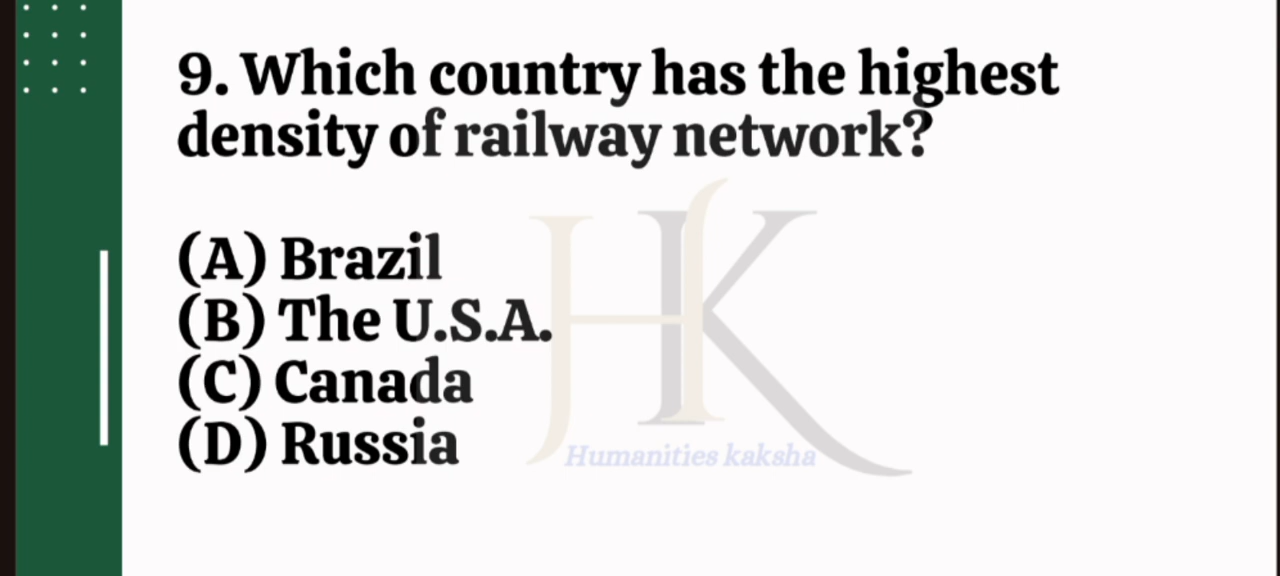 9. Which country has the highest
density of railway network?
(A) Brazil
(B) The U.S.A.
(C) Canada
(D) Russia
HK
Humanities kaksha